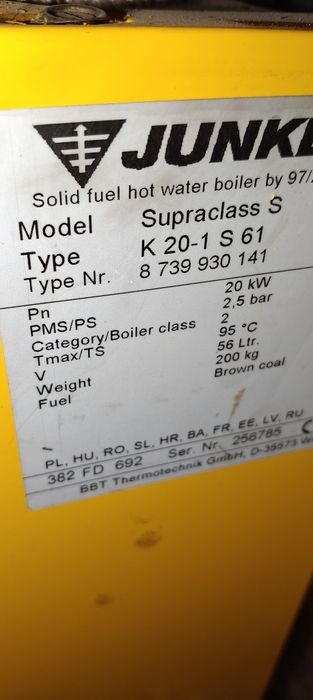 JUNKE
Solid fuel hot water boiler by 97/
Model Supraclass S
Type K 20-1 S 61
Type Nr. 8 739 930 141
Pn 20 kW
PMS/PS 2,5 bar
Category/Boiler class 2
Tmax/TS 95 °C
V 56 Ltr.
Weight 200 kg
Fuel Brown coal
PL, HU, RO, SL, HR, BA, FR, EE, LV, RU
382 FD 692 Ser. Nr. 256785
BBT Thermotechnik GmbH, D-35573 W